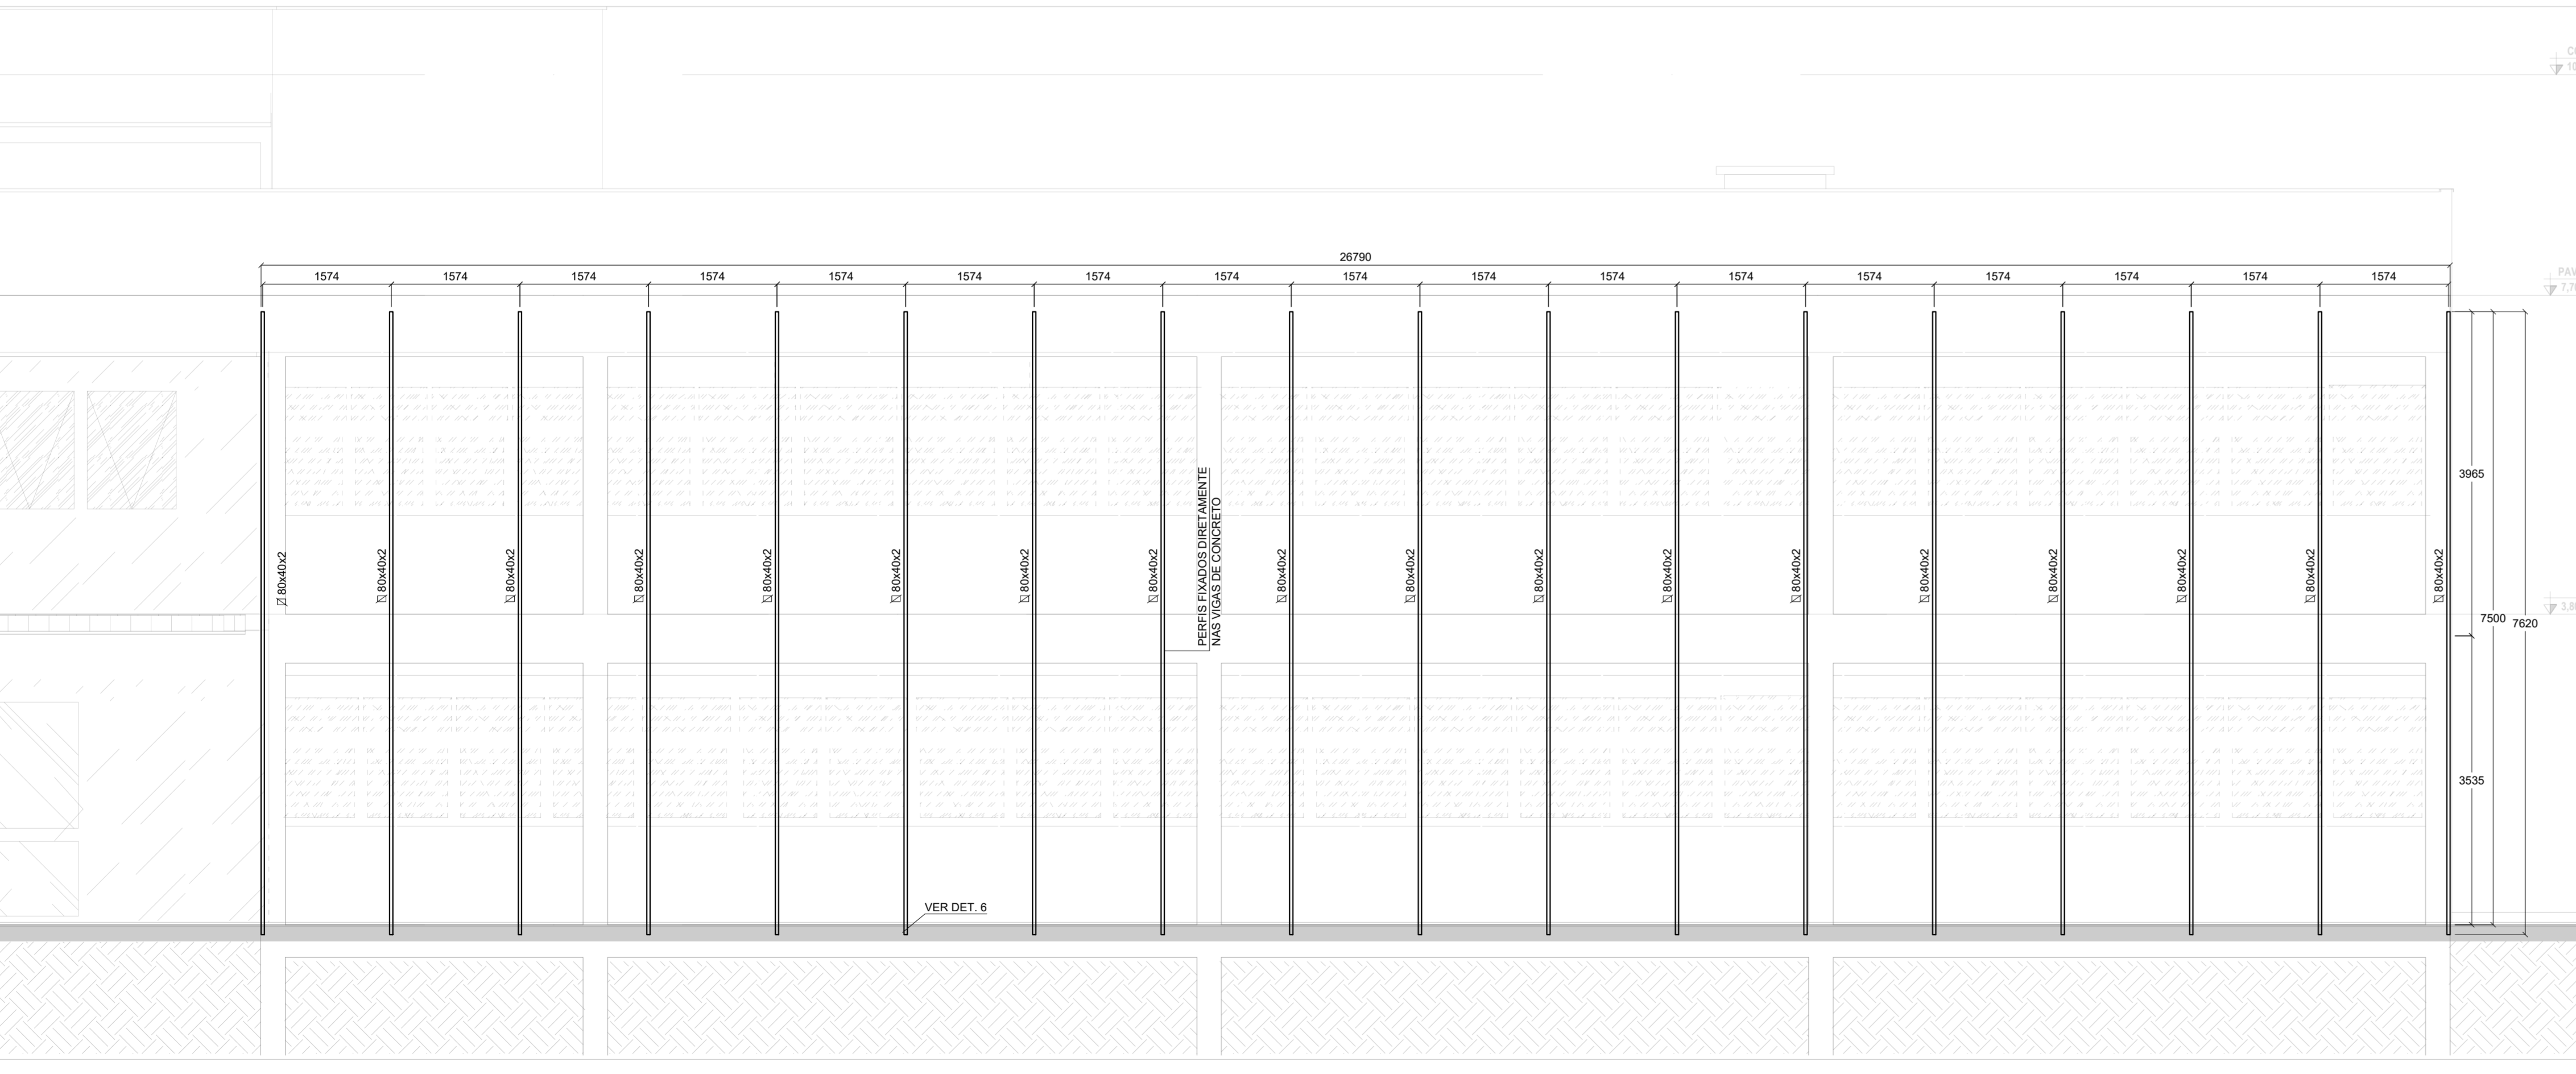 26790
1574 1574 1574 1574 1574 1574 1574 1574 1574 1574 1574 1574 1574 1574 1574 1574 1574
80x40x2 80x40x2 80x40x2 80x40x2 80x40x2 80x40x2 80x40x2 80x40x2 80x40x2 80x40x2 80x40x2 80x40x2 80x40x2 80x40x2 80x40x2 80x40x2 80x40x2 80x40x2
PERFIS FIXADOS DIRETAMENTE
NAS VIGAS DE CONCRETO
VER DET. 6
3965
7500
7620
3535